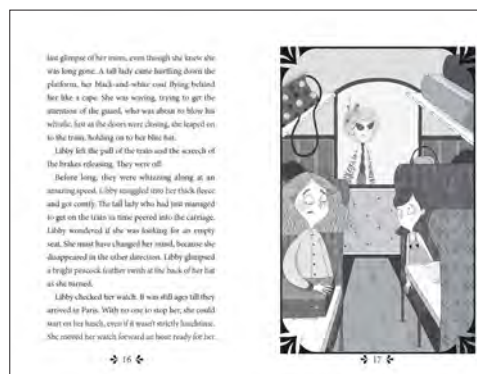 last glimpse of her mom, even though she knew she
was long gone. A tall lady came hurtling down the
platform, her black-and-white coat flying behind
her like a cape. She was waving, trying to get the
attention of the guard, who was about to blow his
whistle. Just as the doors were closing, she leaped on
to the train, holding on to her blue hat.
Libby felt the pull of the train and the screech of
the brakes releasing. They were off.
Before long, they were whizzing along at an
amazing speed. Libby snuggled into her thick fleece
and got comfy. The tall lady who had just managed
to get on the train in time peered into the carriage.
Libby wondered if she was looking for an empty
seat. She must have changed her mind, because she
disappeared in the other direction. Libby glimpsed
a bright peacock feather swish at the back of her hat
as she turned.
Libby checked her watch. It was still ages till they
arrived in Paris. With no one to stop her, she could
start on her lunch, even if it wasn't strictly lunchtime.
She moved her watch forward an hour ready for her
16
17